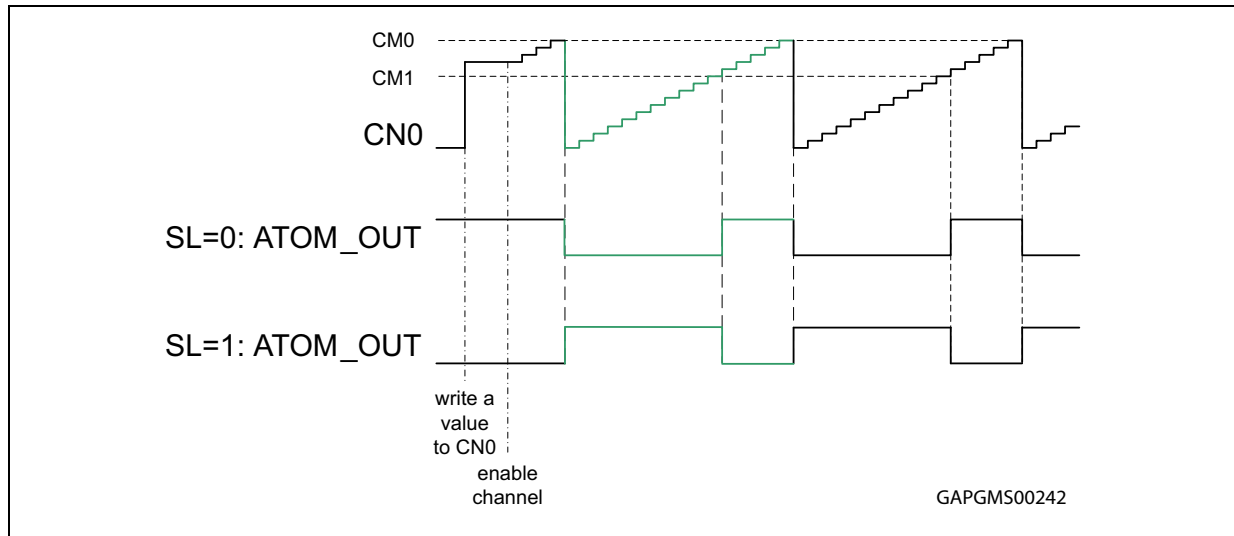 CM0
CM1
CN0
SL=0: ATOM_OUT
SL=1: ATOM_OUT
write a
value
to CN0
enable
channel
GAPGMS00242